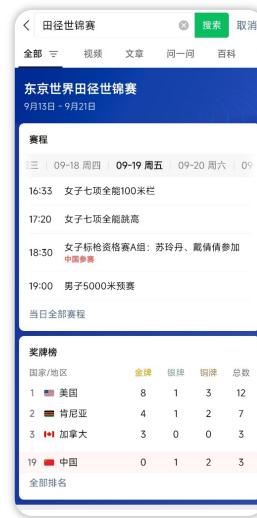 田径世锦赛
搜索
取消
全部
视频
文章
问一问
百科
东京世界田径世锦赛
9月13日 - 9月21日
赛程
三
09-18 周四
09-19 周五
09-20 周六
09
16:33 女子七项全能100米栏
17:20 女子七项全能跳高
18:30 女子标枪资格赛A组：苏玲丹、戴倩倩参加
中国参赛
19:00 男子5000米预赛
当日全部赛程
奖牌榜
国家/地区 金牌 银牌 铜牌 总数
1 美国 8 1 3 12
2 肯尼亚 4 1 2 7
3 加拿大 3 0 0 3
19 中国 0 1 2 3
全部排名